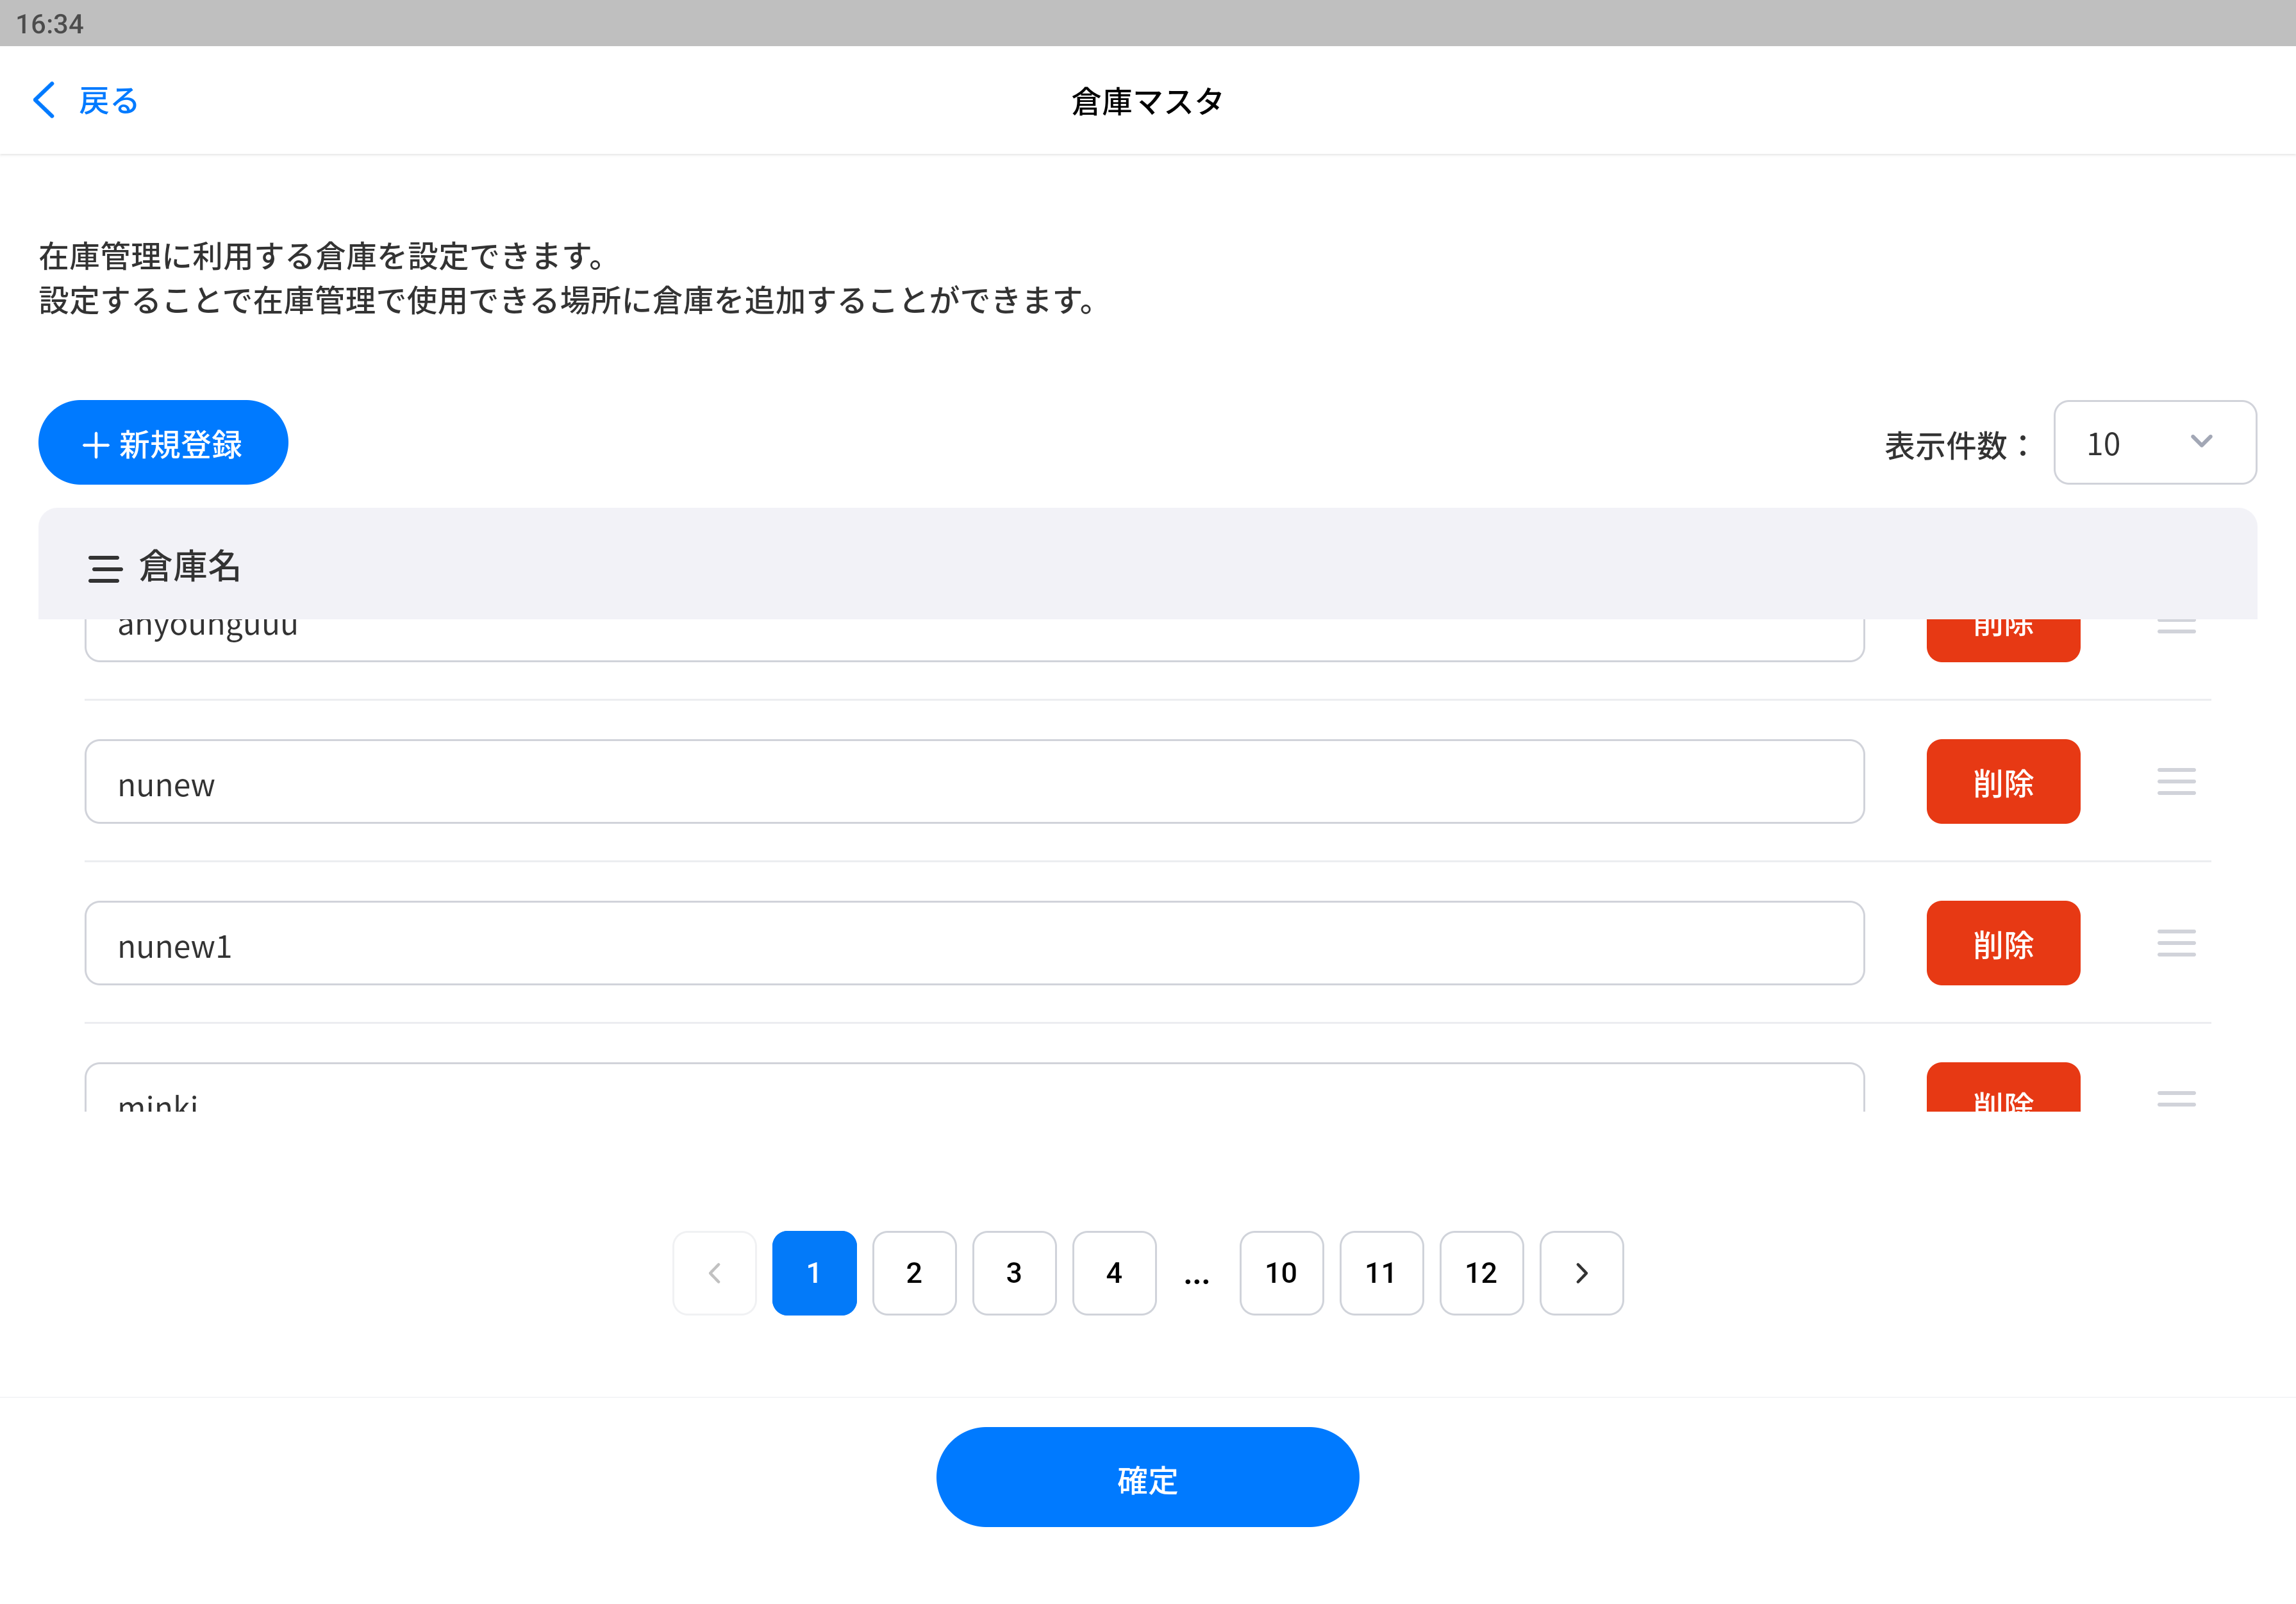 16:34
戻る
倉庫マスタ
在庫管理に利用する倉庫を設定できます。
設定することで在庫管理で使用できる場所に倉庫を追加することができます。
新規登録
表示件数：
10
倉庫名
anyounguuu
削除
nunew
削除
nunew1
削除
minki
削除
1 2 3 4 ... 10 11 12
確定